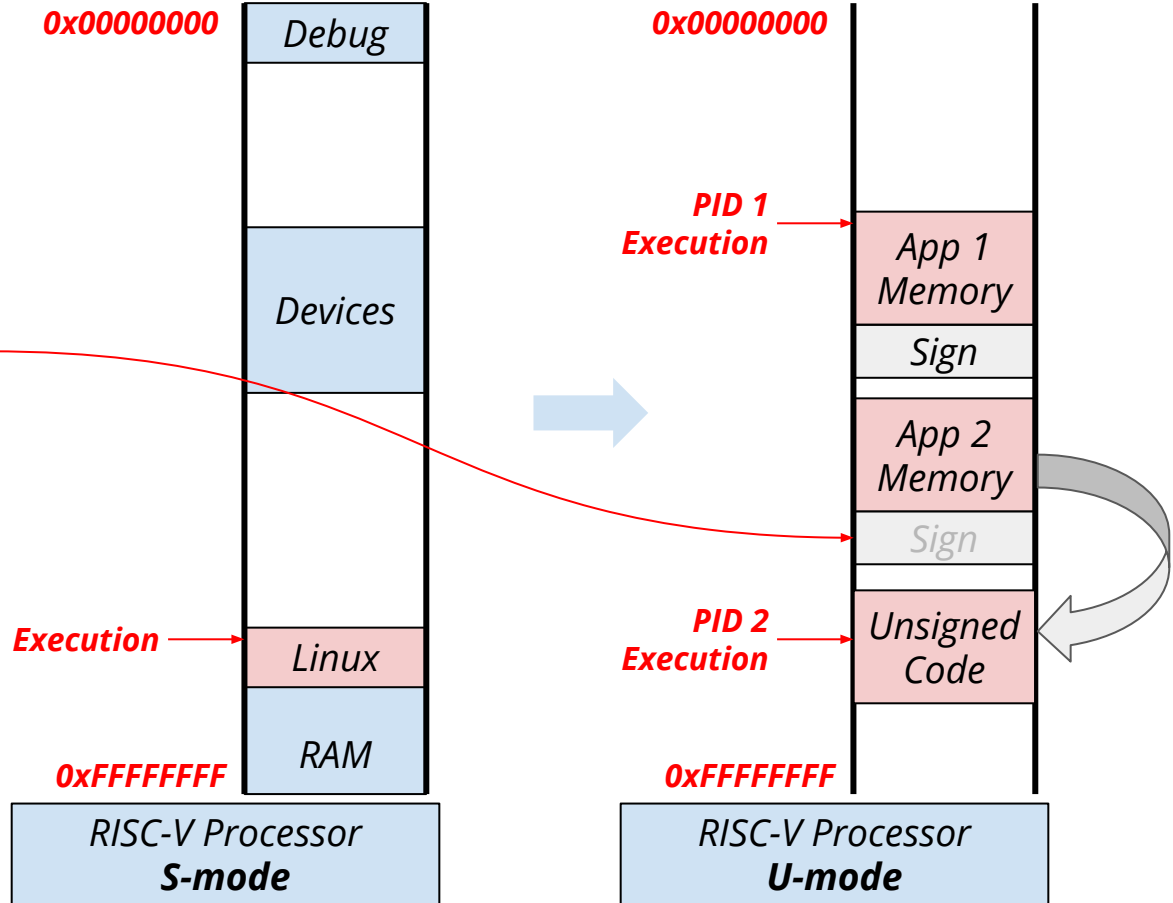 0x00000000
Debug
Devices
Execution
Linux
RAM
0xFFFFFFFF
RISC-V Processor
S-mode
0x00000000
PID 1
Execution
App 1
Memory
Sign
App 2
Memory
Sign
PID 2
Execution
Unsigned
Code
0xFFFFFFFF
RISC-V Processor
U-mode